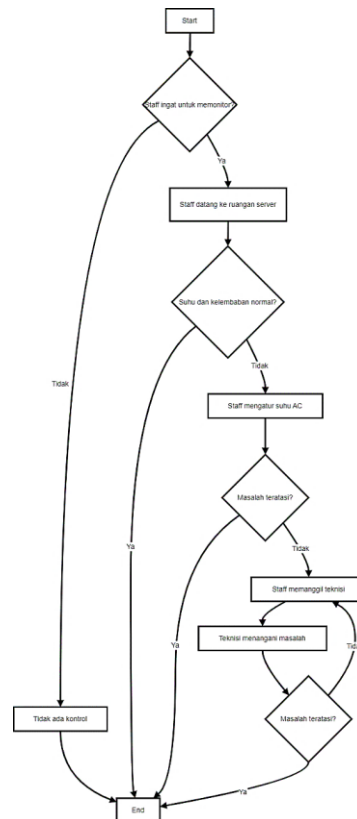 Start
Staff ingat untuk memonitor?
Ya
Staff datang ke ruangan server
Suhu dan kelembaban normal?
Tidak
Tidak
Staff mengatur suhu AC
Masalah teratasi?
Ya
Tidak
Staff memanggil teknisi
Teknisi menangani masalah
Ya
Tidak
Tidak ada kontrol
Masalah teratasi?
Ya
End